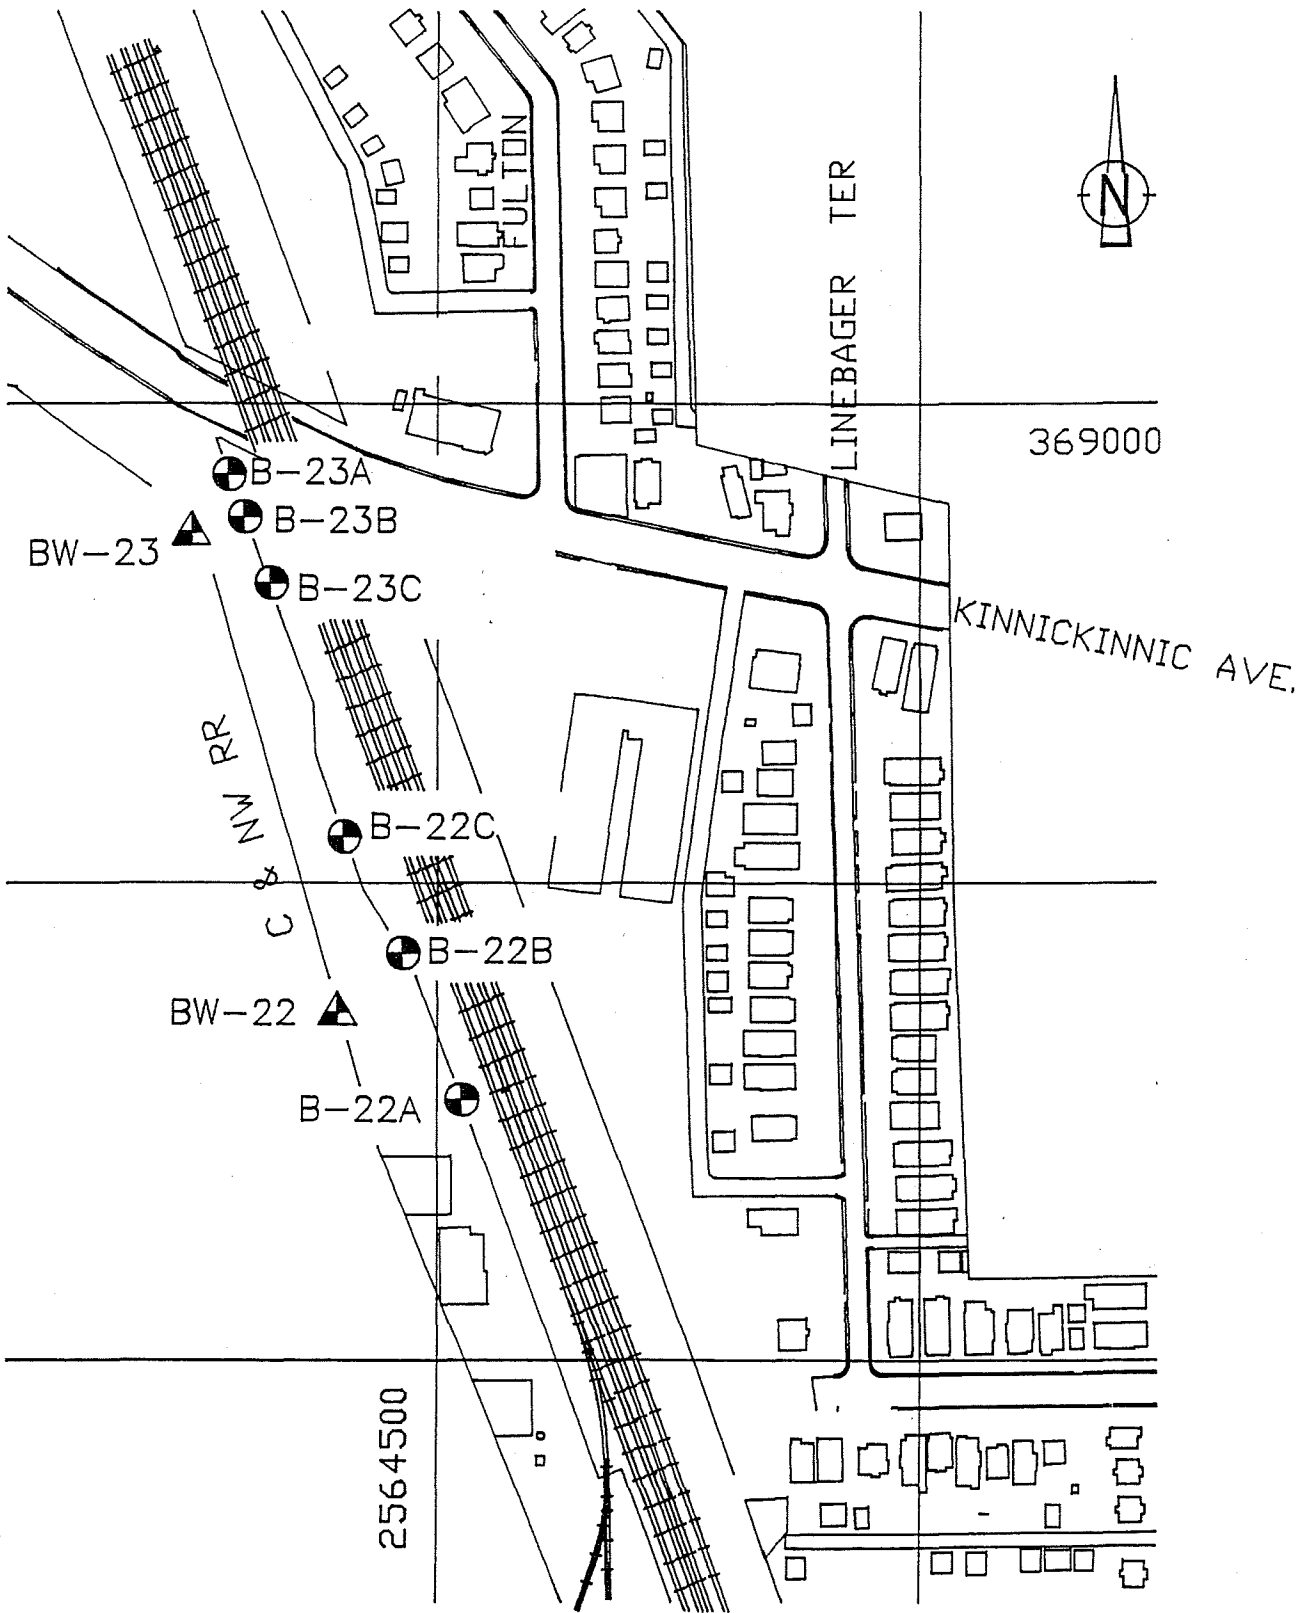 FULTON
LINEBAGER TER
N
369000
B-23A
B-23B
BW-23
B-23C
KINNICKINNIC AVE.
C & NW RR
B-22C
B-22B
BW-22
B-22A
2564500